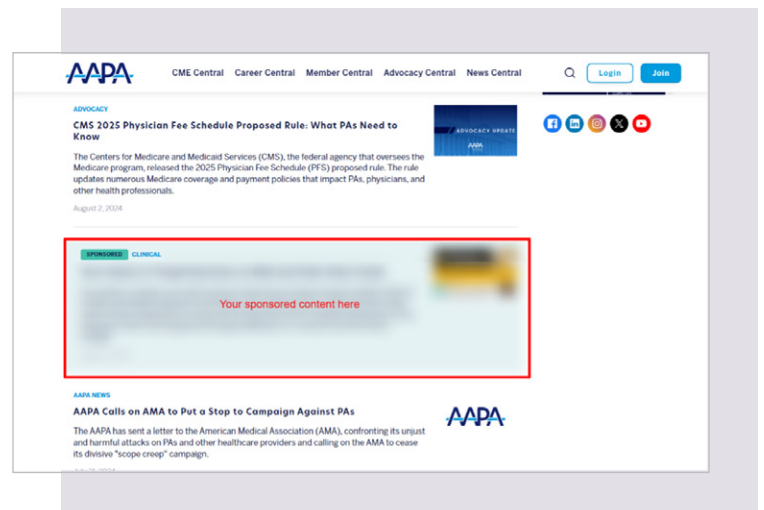 AAPA
CME Central Career Central Member Central Advocacy Central News Central
Login
Join
ADVOCACY
CMS 2025 Physician Fee Schedule Proposed Rule: What PAs Need to
Know
The Centers for Medicare and Medicaid Services (CMS), the federal agency that oversees the
Medicare program, released the 2025 Physician Fee Schedule (PFS) proposed rule. The rule
updates numerous Medicare coverage and payment policies that impact PAs, physicians, and
other health professionals.
August 2, 2024
ADVOCACY UPDATE
AAPA
SPONSORED CLINICAL
Your sponsored content here
AAPA NEWS
AAPA Calls on AMA to Put a Stop to Campaign Against PAs
The AAPA has sent a letter to the American Medical Association (AMA), confronting its unjust
and harmful attacks on PAs and other healthcare providers and calling on the AMA to cease
its divisive "scope creep" campaign.
AAPA